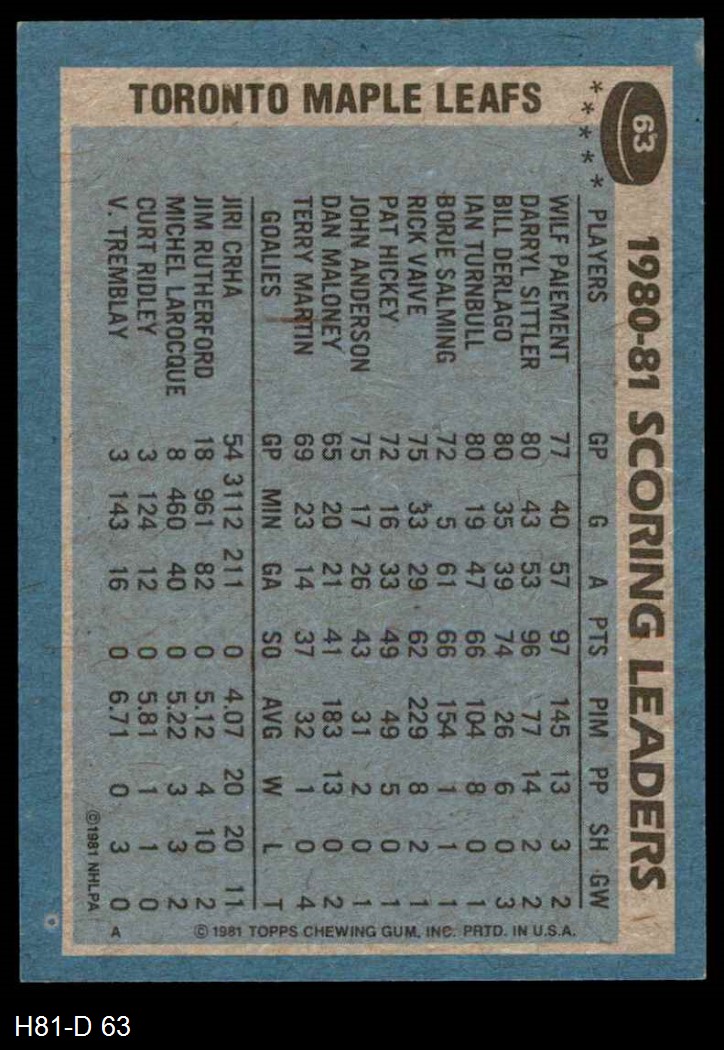 63
1980-81 SCORING LEADERS
* * * * *
TORONTO MAPLE LEAFS
PLAYERS GP G A PTS PIM PP SH GW
WILF PAIEMENT 77 40 57 97 145 13 3 2
DARRYL SITTLER 80 43 53 96 77 14 2 2
BILL DERLAGO 80 35 39 74 26 6 0 3
IAN TURNBULL 80 19 47 66 104 8 0 1
BORJE SALMING 72 5 61 66 154 1 1 1
RICK VAIVE 75 33 29 62 229 8 2 1
PAT HICKEY 72 16 33 49 49 5 0 1
JOHN ANDERSON 75 17 26 43 31 2 0 1
DAN MALONEY 65 20 21 41 183 13 0 2
TERRY MARTIN 69 23 14 37 32 1 0 4
GOALIES GP MIN GA SO AVG W L T
JIRI CRHA 54 3112 211 0 4.07 20 20 11
JIM RUTHERFORD 18 961 82 0 5.12 4 10 2
MICHEL LAROCQUE 8 460 40 0 5.22 3 3 2
CURT RIDLEY 3 124 12 0 5.81 1 1 0
V. TREMBLAY 3 143 16 0 6.71 0 3 0
©1981 NHLPA
A
© 1981 TOPPS CHEWING GUM, INC. PRTD. IN U.S.A.
H81-D 63